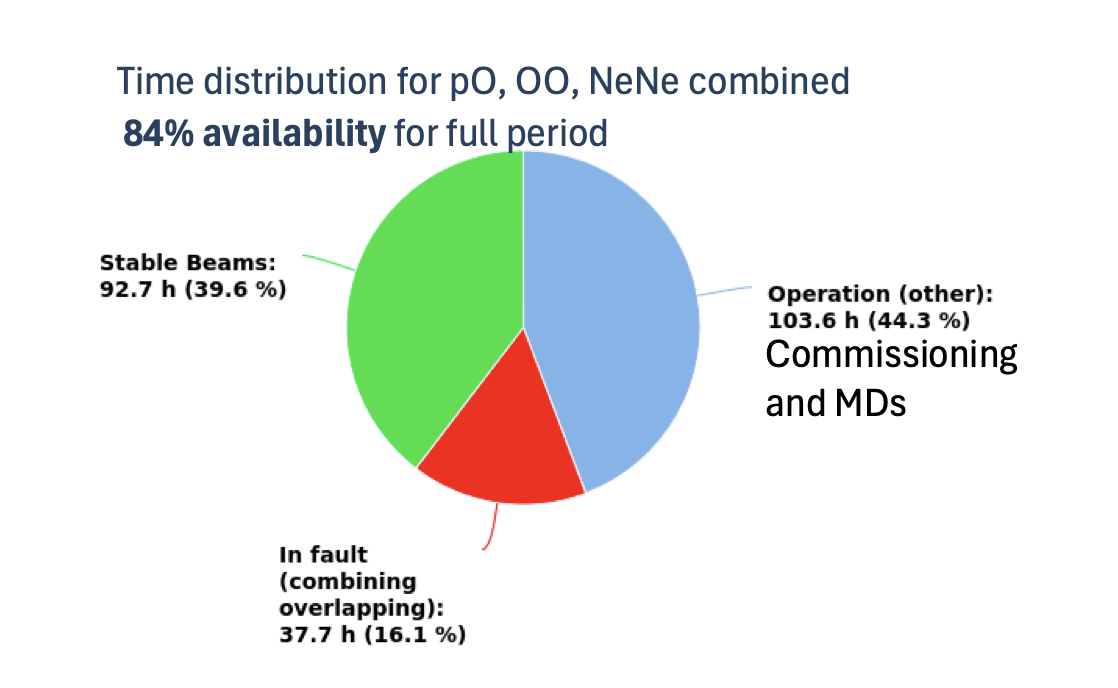 Time distribution for pO, OO, NeNe combined
84% availability for full period
Stable Beams:
92.7 h (39.6 %)
Operation (other):
103.6 h (44.3 %)
Commissioning
and MDs
In fault
(combining
overlapping):
37.7 h (16.1 %)